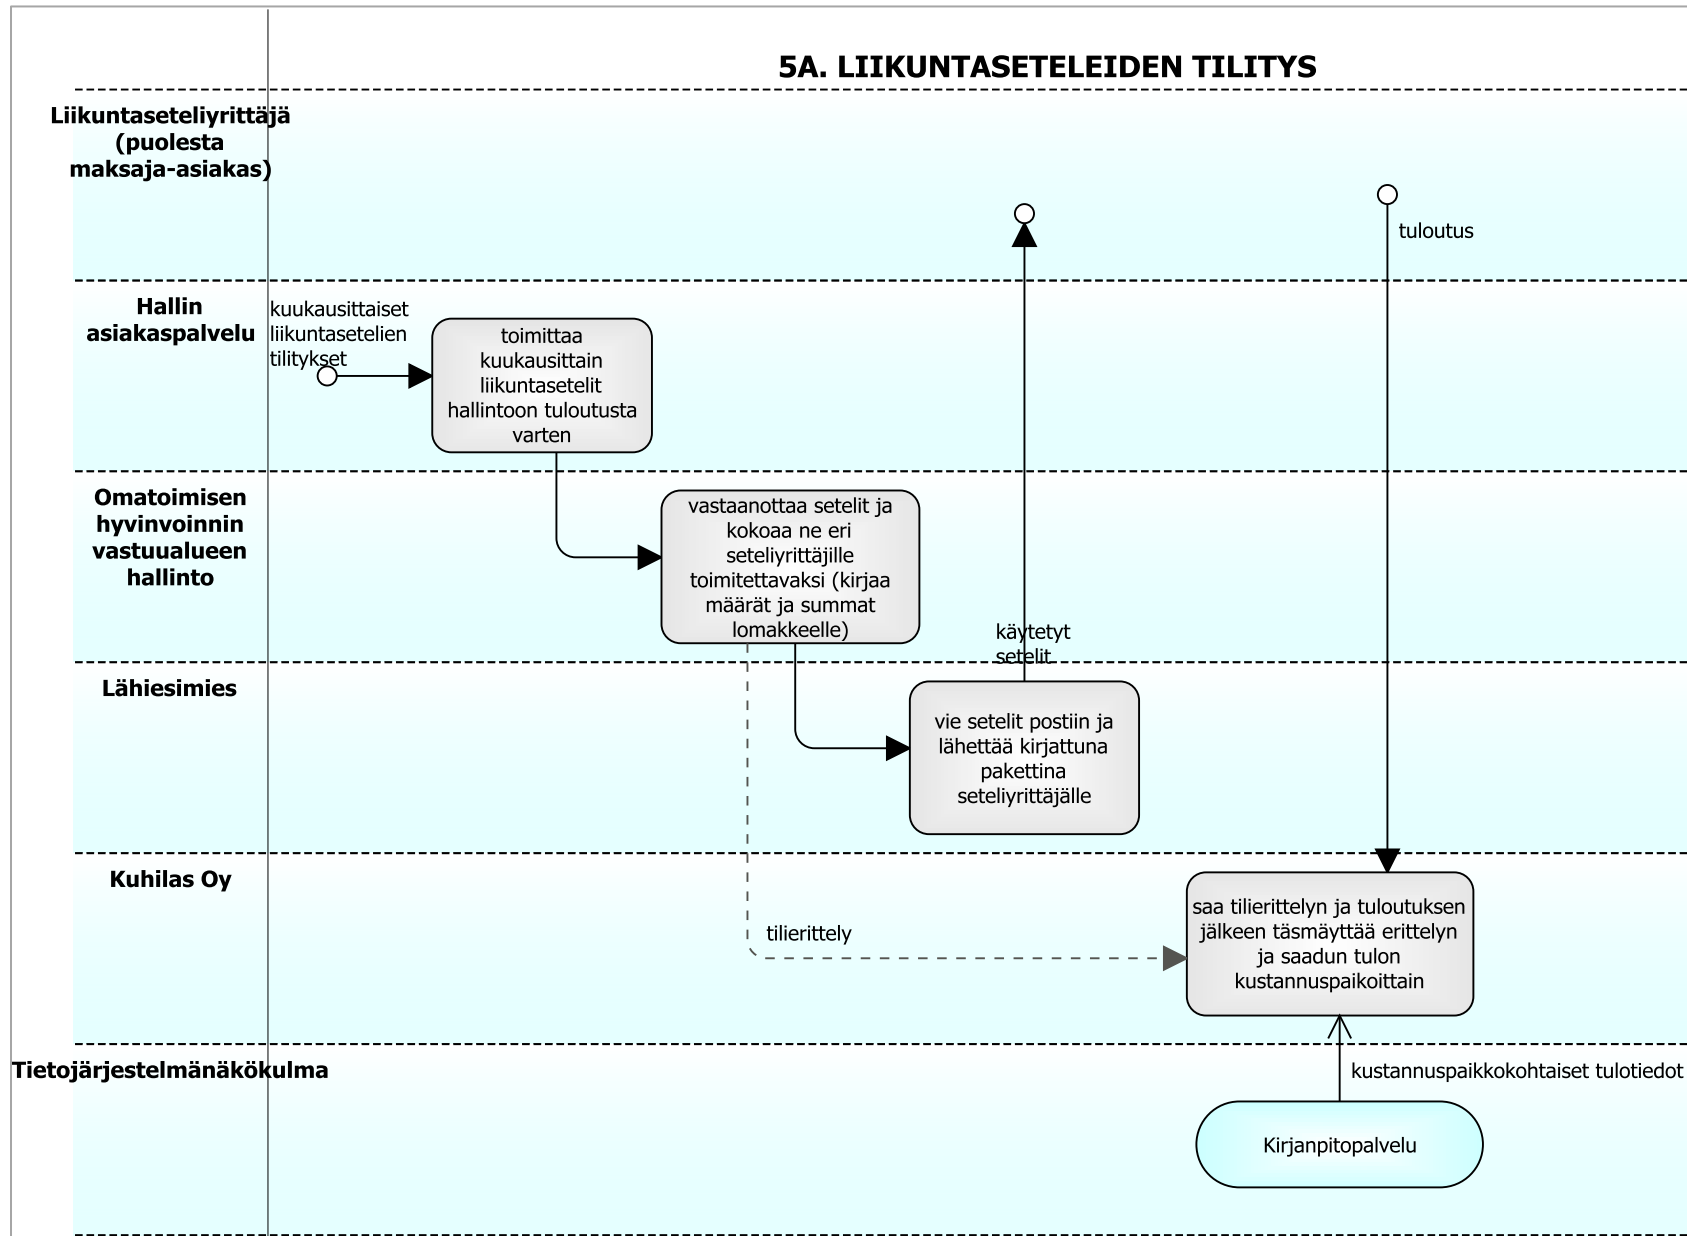 5A. LIIKUNTASETELEIDEN TILITYS
Liikuntaseteliyrittäjä
(puolesta
maksaja-asiakas)
tuloutus
Hallin
asiakaspalvelu
kuukausittaiset
liikuntasetelien
tilitykset
toimittaa
kuukausittain
liikuntasetelit
hallintoon tuloutusta
varten
Omatoimisen
hyvinvoinnin
vastuualueen
hallinto
vastaanottaa setelit ja
kokoaa ne eri
seteliyrittäjille
toimitettavaksi (kirjaa
määrät ja summat
lomakkeelle)
käytetyt
setelit
Lähiesimies
vie setelit postiin ja
lähettää kirjattuna
pakettina
seteliyrittäjälle
Kuhilas Oy
tilierittely
saa tilierittelyn ja tuloutuksen
jälkeen täsmäyttää erittelyn
ja saadun tulon
kustannuspaikoittain
Tietojärjestelmänäkökulma
kustannuspaikkokohtaiset tulotiedot
Kirjanpitopalvelu